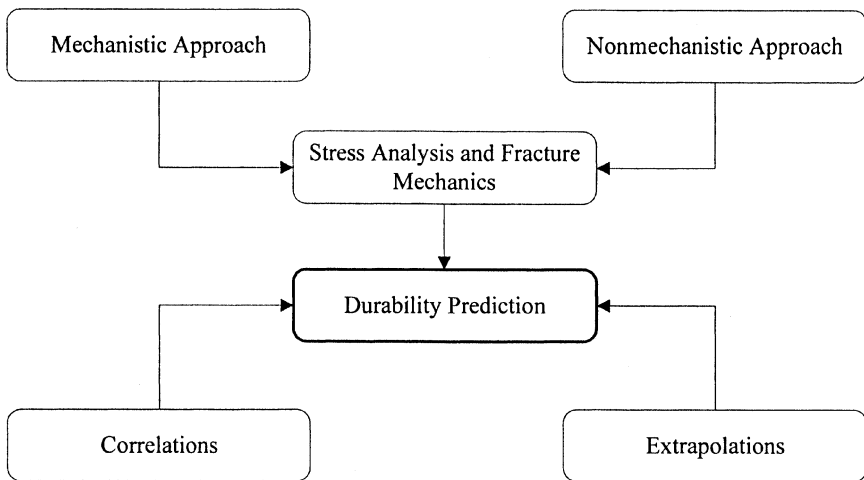 Mechanistic Approach
Nonmechanistic Approach
Stress Analysis and Fracture
Mechanics
Durability Prediction
Correlations
Extrapolations